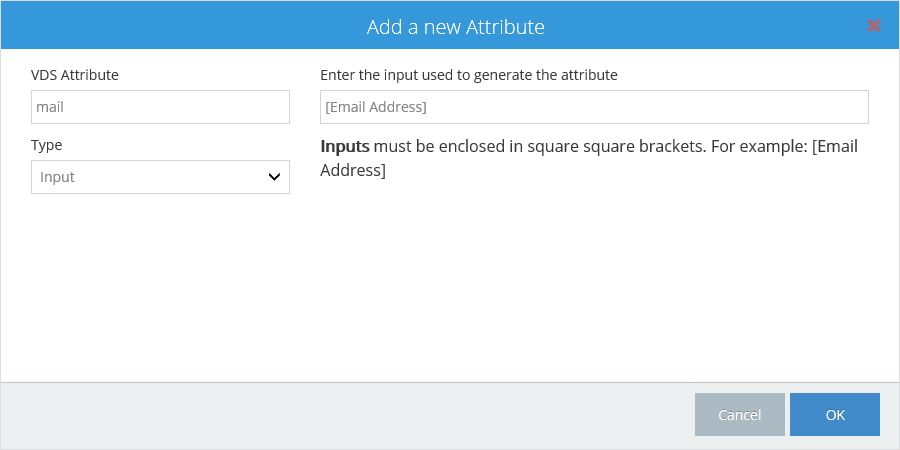 Add a new Attribute
VDS Attribute
mail
Type
Input
Enter the input used to generate the attribute
[Email Address]
Inputs must be enclosed in square square brackets. For example: [Email
Address]
Cancel
OK